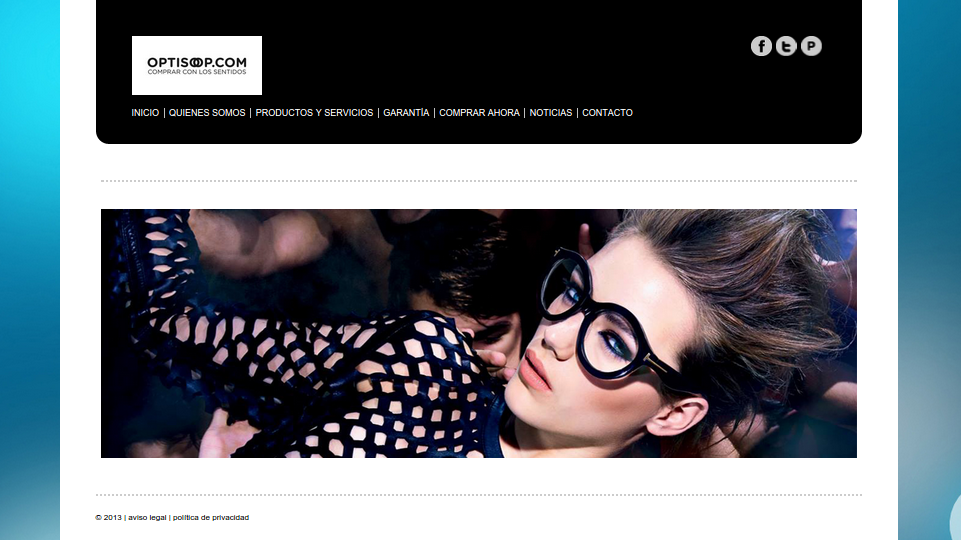 OPTISOOP.COM
COMPRAR CON LOS SENTIDOS
f t P
INICIO | QUIENES SOMOS | PRODUCTOS Y SERVICIOS | GARANTÍA | COMPRAR AHORA | NOTICIAS | CONTACTO
© 2013 | aviso legal | política de privacidad